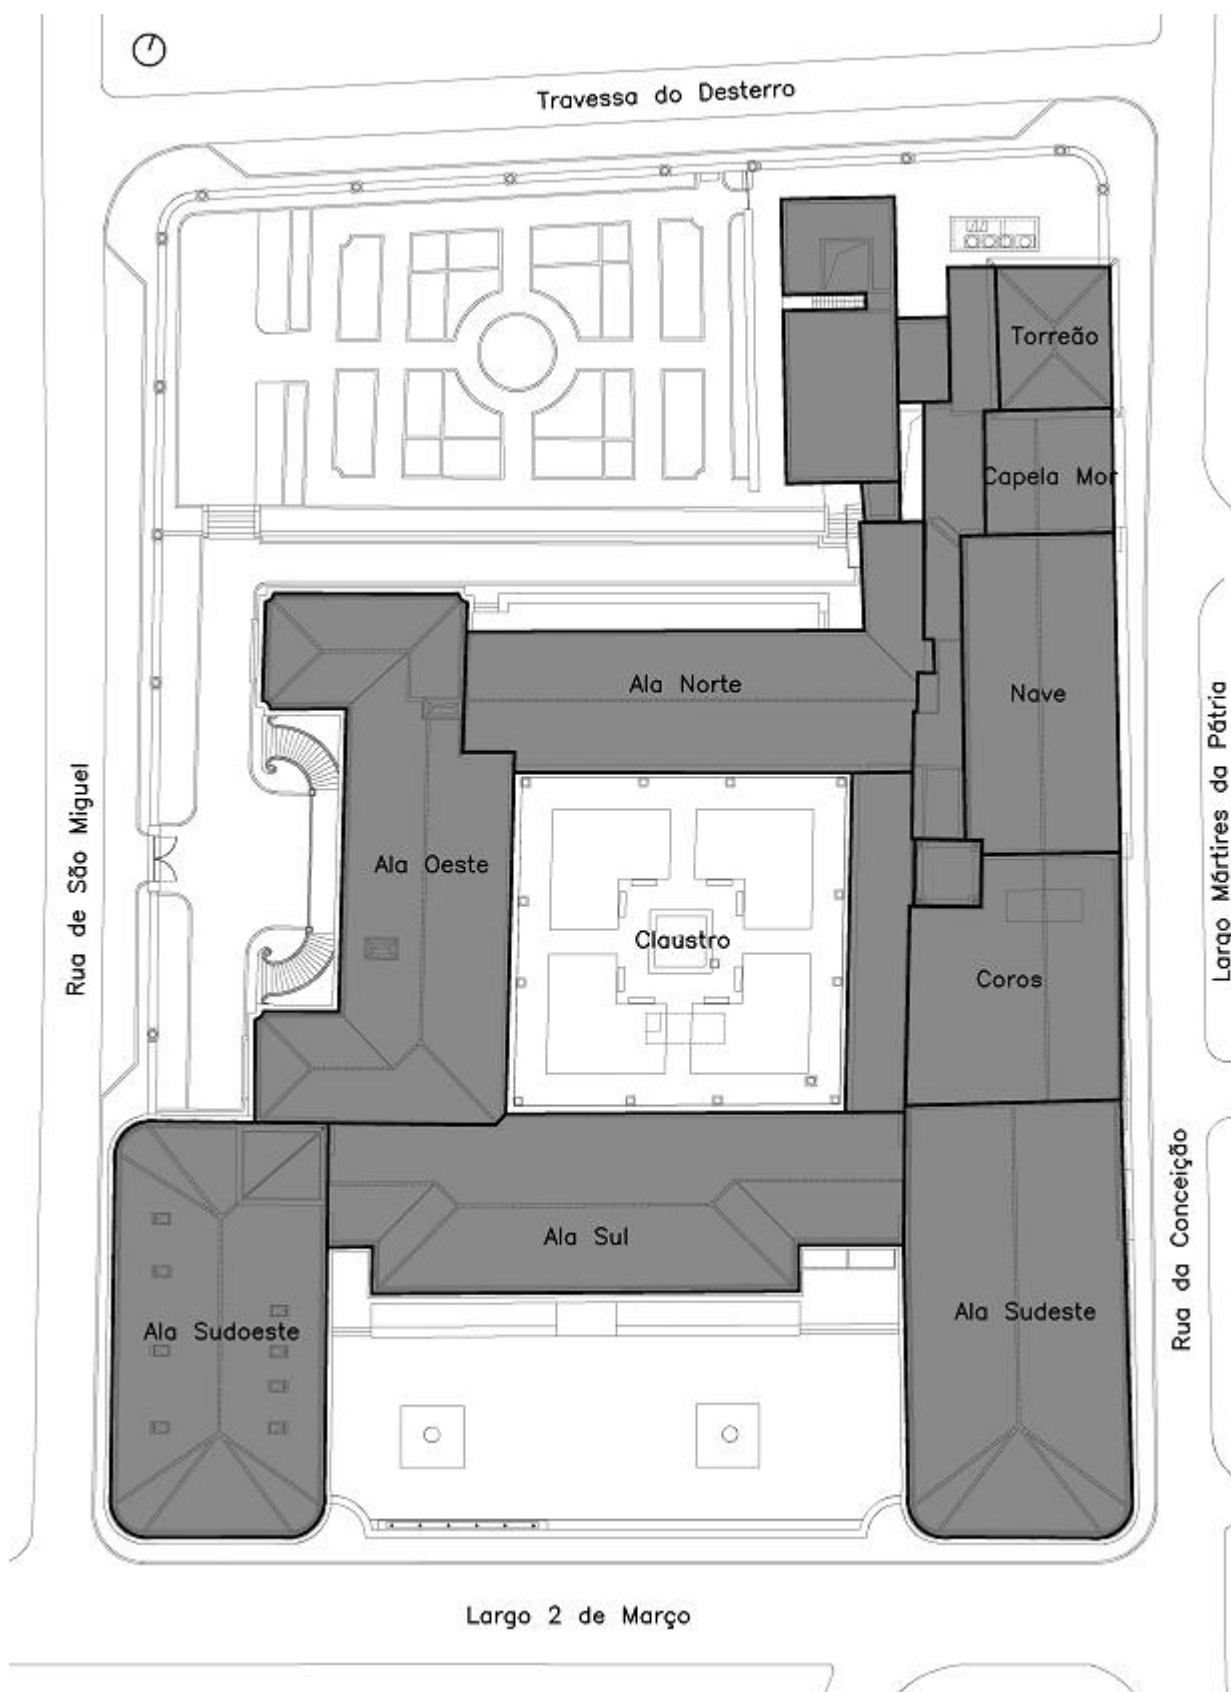 Travessa do Desterro
Torreão
Capela Mor
Ala Norte
Nave
Rua de São Miguel
Largo Mártires da Pátria
Ala Oeste
Claustro
Coros
Rua da Conceição
Ala Sul
Ala Sudoeste
Ala Sudeste
Largo 2 de Março